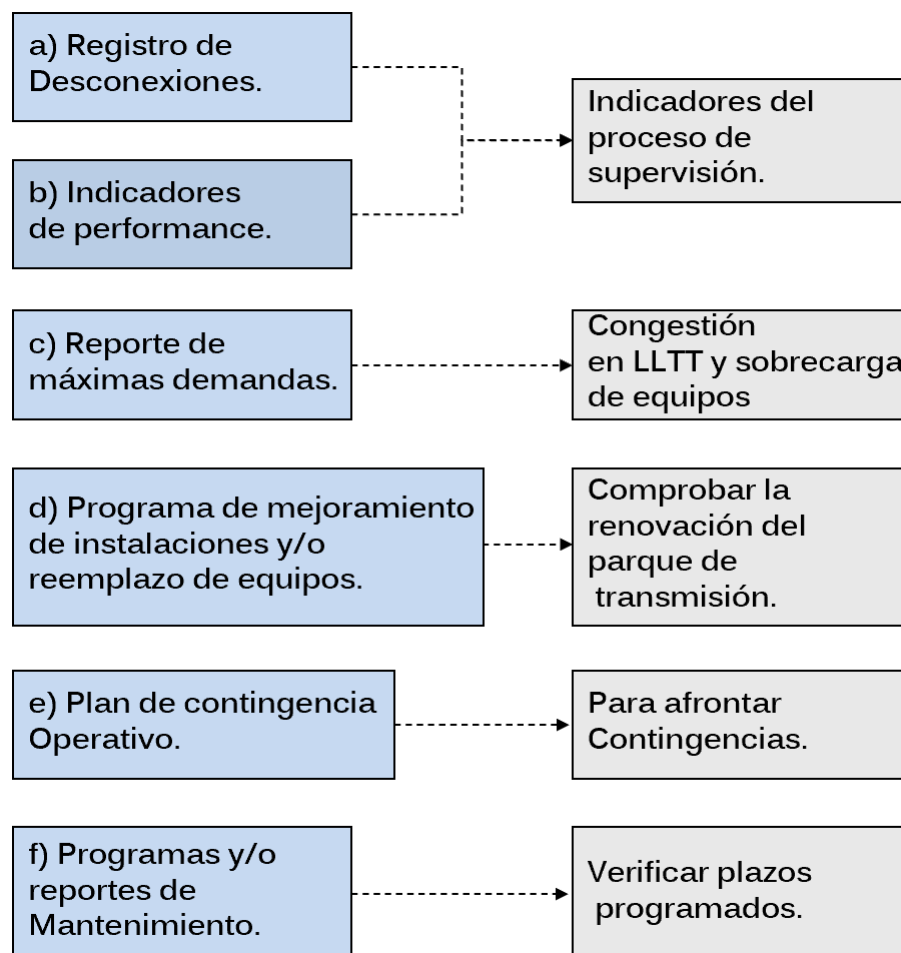 a) Registro de
Desconexiones.
Indicadores del
proceso de
supervisión.
b) Indicadores
de performance.
c) Reporte de
máximas demandas.
Congestión
en LLTT y sobrecarga
de equipos
d) Programa de mejoramiento
de instalaciones y/o
reemplazo de equipos.
Comprobar la
renovación del
parque de
transmisión.
e) Plan de contingencia
Operativo.
Para afrontar
Contingencias.
f) Programas y/o
reportes de
Mantenimiento.
Verificar plazos
programados.